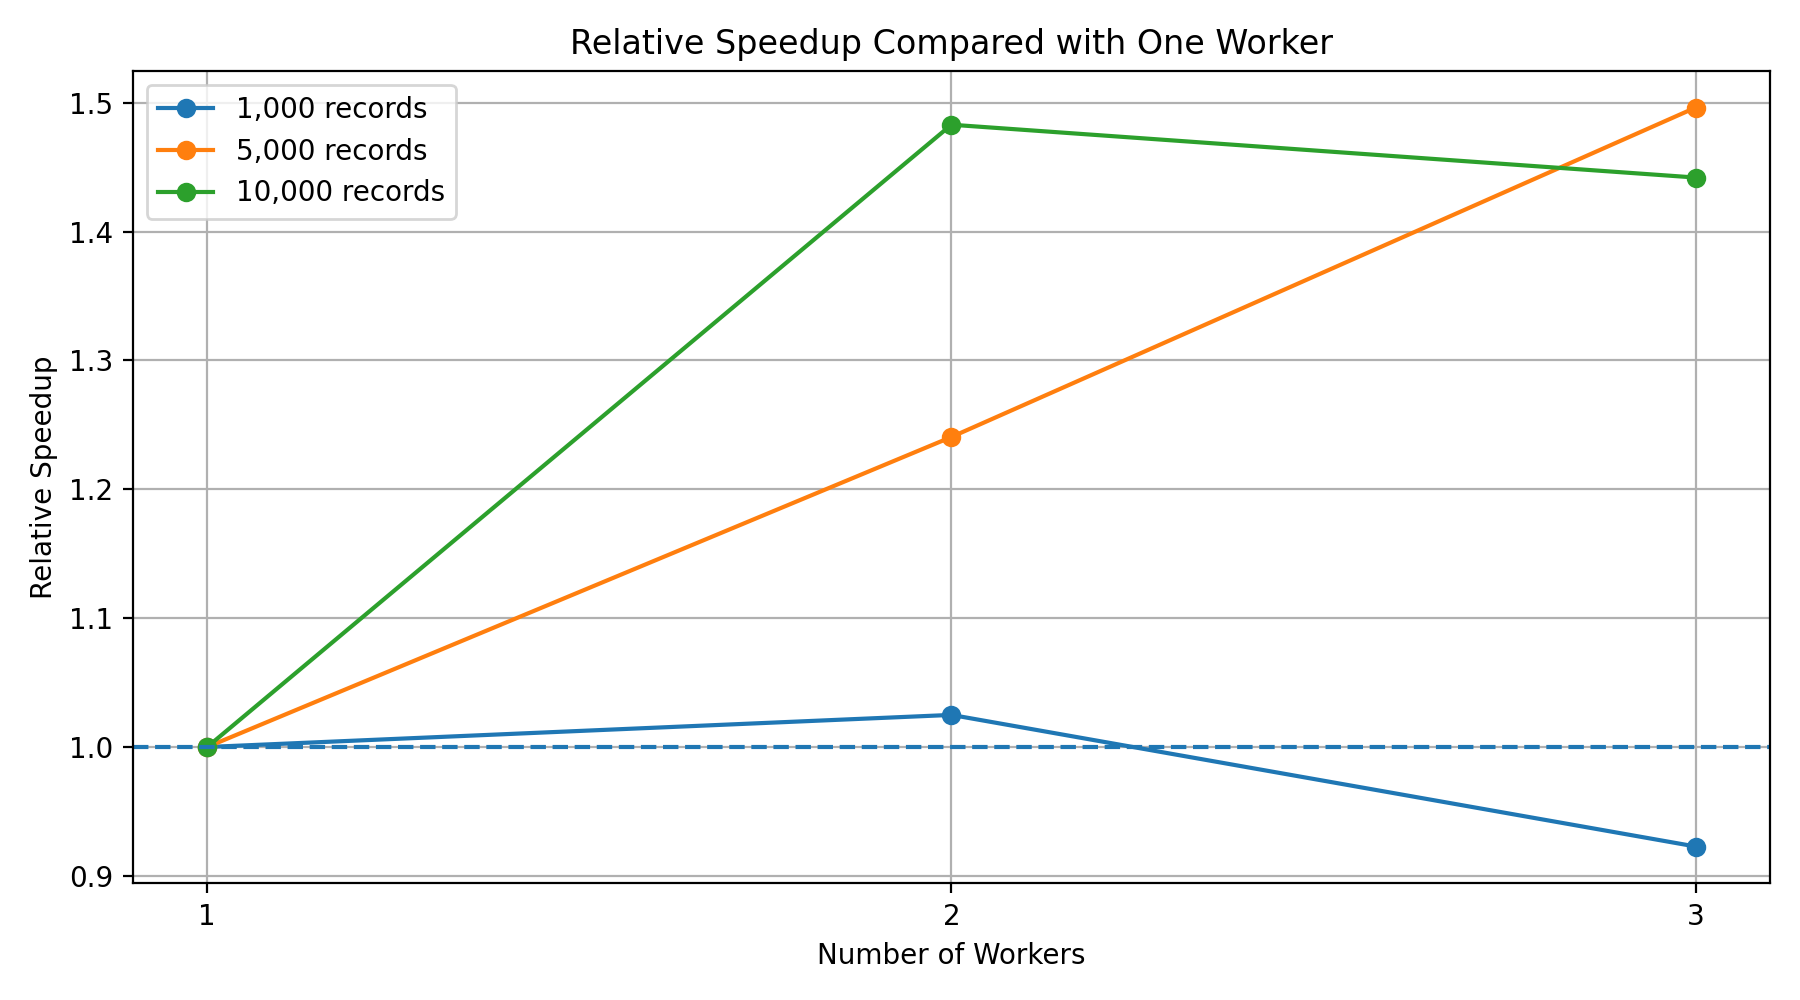 Relative Speedup Compared with One Worker
1,000 records
5,000 records
10,000 records
1.5
1.4
1.3
1.2
1.1
1.0
0.9
Relative Speedup
1
2
3
Number of Workers